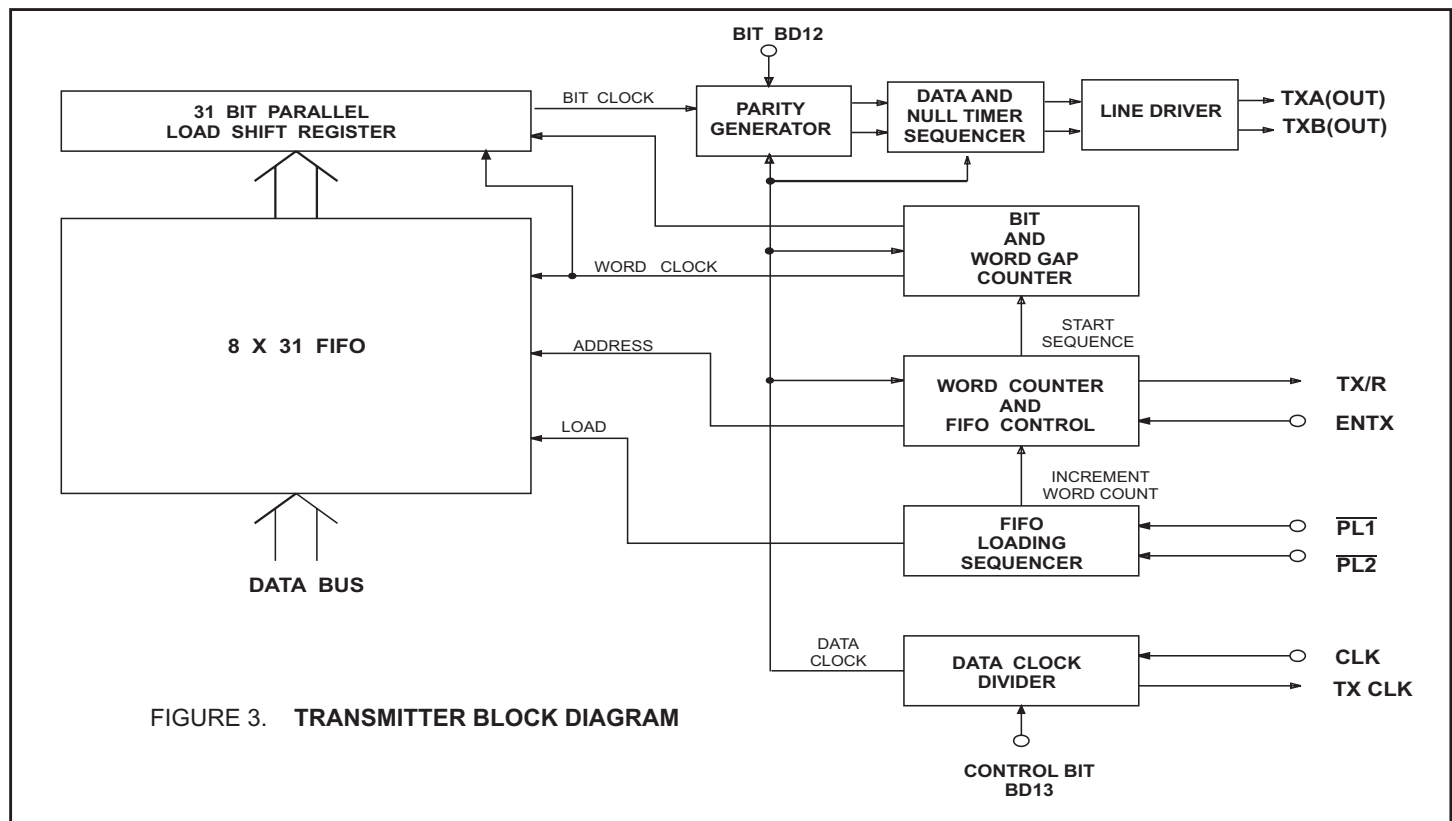 BIT BD12
31 BIT PARALLEL
LOAD SHIFT REGISTER
BIT CLOCK
PARITY
GENERATOR
DATA AND
NULL TIMER
SEQUENCER
LINE DRIVER
TXA(OUT)
TXB(OUT)
8 X 31 FIFO
WORD CLOCK
BIT
AND
WORD GAP
COUNTER
START
SEQUENCE
ADDRESS
WORD COUNTER
AND
FIFO CONTROL
TX/R
ENTX
LOAD
INCREMENT
WORD COUNT
FIFO
LOADING
SEQUENCER
PL1
PL2
DATA BUS
DATA
CLOCK
DATA CLOCK
DIVIDER
CLK
TX CLK
CONTROL BIT
BD13
FIGURE 3. TRANSMITTER BLOCK DIAGRAM